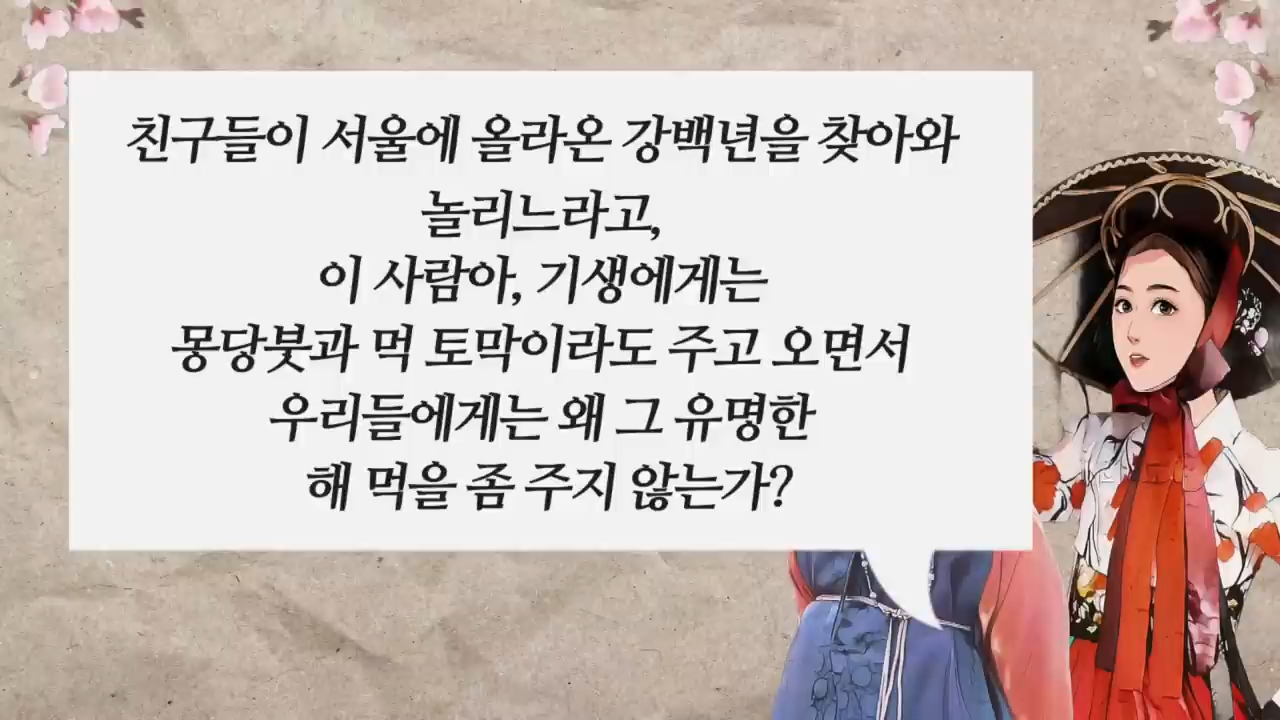 친구들이 서울에 올라온 강백년을 찾아와
놀리느라고,
이 사람아, 기생에게는
몽당붓과 먹 토막이라도 주고 오면서
우리들에게는 왜 그 유명한
해 먹을 좀 주지 않는가?